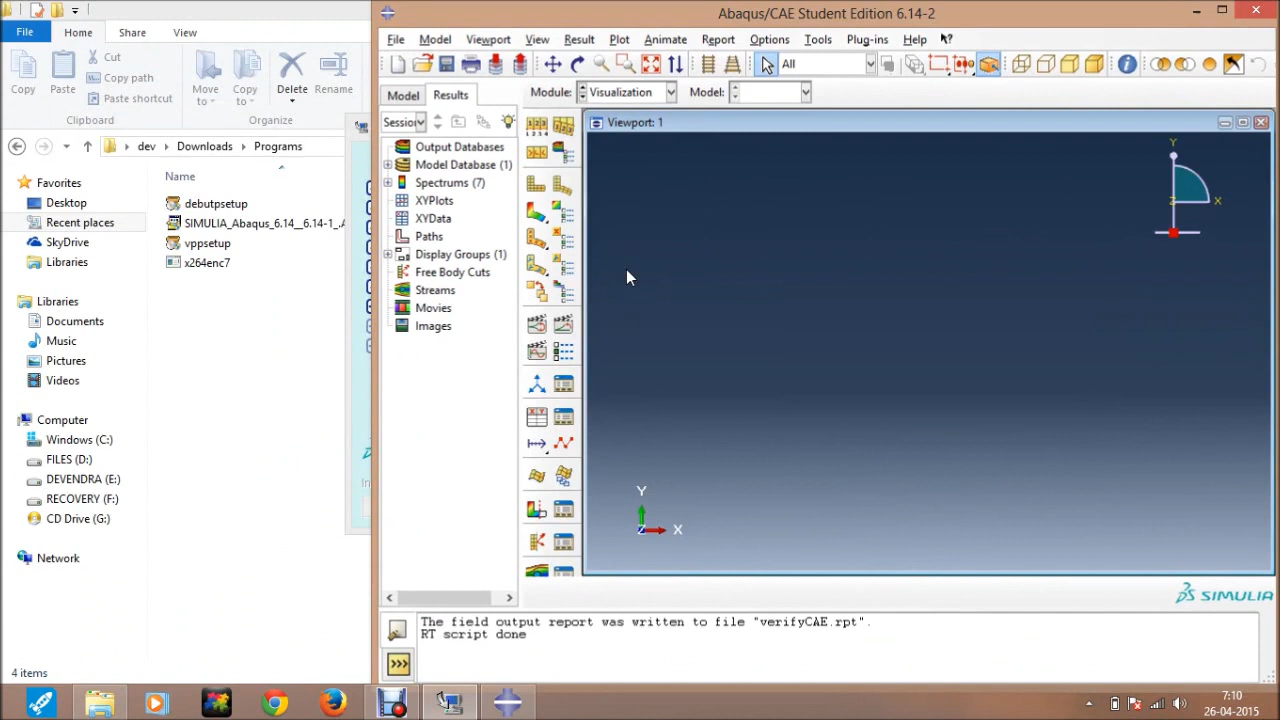 File
Home
Share
View
Copy
Paste
Cut
Copy path
Paste shortcut
Move to
Copy to
Delete
Rename
Clipboard
Organize
dev
Downloads
Programs
Favorites
Desktop
Recent places
SkyDrive
Libraries
Libraries
Documents
Music
Pictures
Videos
Computer
Windows (C:)
FILES (D:)
DEVENDRA (E:)
RECOVERY (F:)
CD Drive (G:)
Network
Name
debutpsetup
SIMULIA_Abaqus_6.14__6.14-1_.A
vppsetup
x264enc7
4 items
Abaqus/CAE Student Edition 6.14-2
File Model Viewport View Result Plot Animate Report Options Tools Plug-ins Help
All
Model Results
Module: Visualization Model:
Session
Output Databases
Model Database (1)
Spectrums (7)
XYPlots
XYData
Paths
Display Groups (1)
Free Body Cuts
Streams
Movies
Images
Viewport: 1
Y
X
Z
Y
X
Z
SIMULIA
The field output report was written to file "verifyCAE.rpt".
RT script done
>>>
7:10
26-04-2015